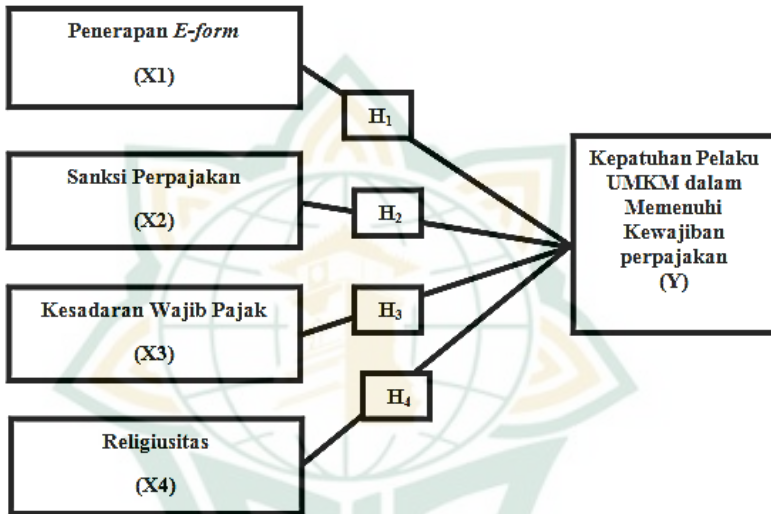 Penerapan E-form
(X1)
H₁
Sanksi Perpajakan
(X2)
H₂
Kesadaran Wajib Pajak
(X3)
H₃
Religiusitas
(X4)
H₄
Kepatuhan Pelaku
UMKM dalam
Memenuhi
Kewajiban
perpajakan
(Y)